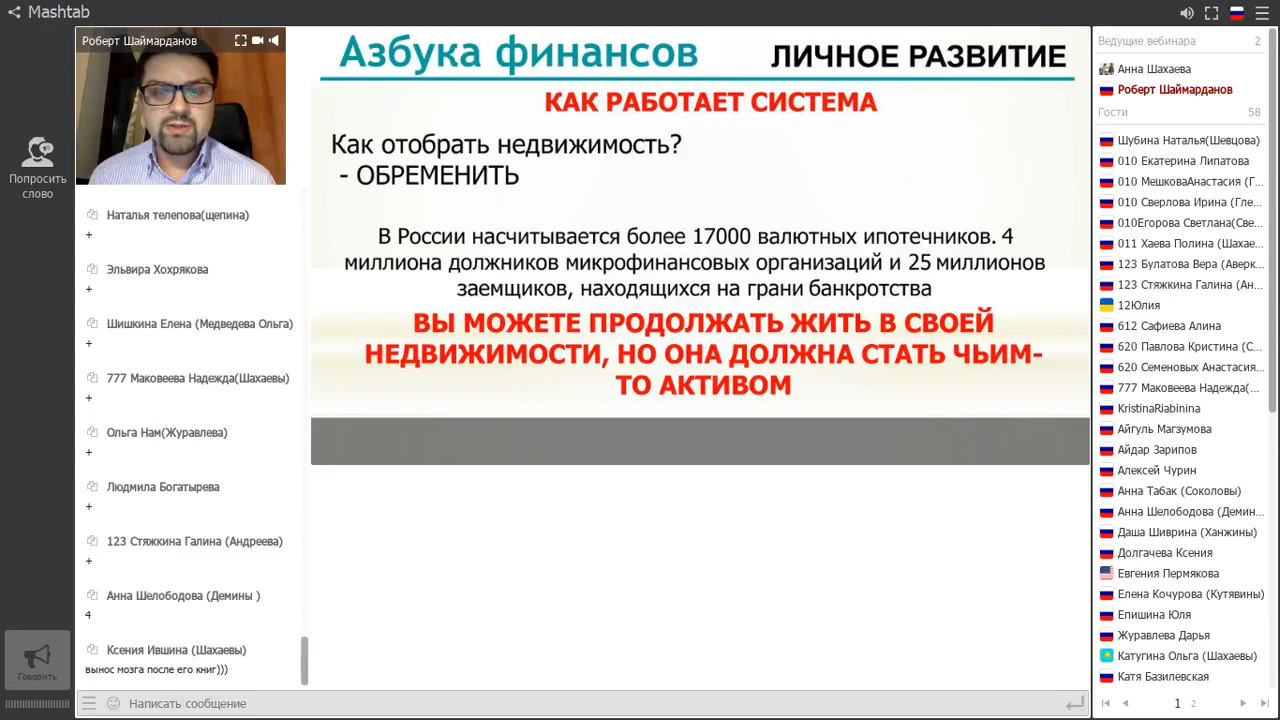 Mashtab
Роберт Шаймарданов
Попросить
слово
Говорить
Наталья телепова(щепина)
+
Эльвира Хохрякова
+
Шишкина Елена (Медведева Ольга)
+
777 Маковеева Надежда(Шахаевы)
+
Ольга Нам(Журавлева)
+
Людмила Богатырева
+
123 Стяжкина Галина (Андреева)
+
Анна Шелободова (Демины )
4
Ксения Ившина (Шахаевы)
вынос мозга после его книг)))
Написать сообщение
Азбука финансов ЛИЧНОЕ РАЗВИТИЕ
КАК РАБОТАЕТ СИСТЕМА
Как отобрать недвижимость?
- ОБРЕМЕНИТЬ
В России насчитывается более 17000 валютных ипотечников. 4
миллиона должников микрофинансовых организаций и 25 миллионов
заемщиков, находящихся на грани банкротства
ВЫ МОЖЕТЕ ПРОДОЛЖАТЬ ЖИТЬ В СВОЕЙ
НЕДВИЖИМОСТИ, НО ОНА ДОЛЖНА СТАТЬ ЧЬИМ-
ТО АКТИВОМ
Ведущие вебинара 2
Анна Шахаева
Роберт Шаймарданов
Гости 58
Шубина Наталья(Шевцова)
010 Екатерина Липатова
010 МешковаАнастасия (Г...
010 Сверлова Ирина (Гле...
010Егорова Светлана(Све...
011 Хаева Полина (Шахае...
123 Булатова Вера (Аверк...
123 Стяжкина Галина (Ан...
12Юлия
612 Сафиева Алина
620 Павлова Кристина (С...
620 Семеновых Анастасия...
777 Маковеева Надежда(...
KristinaRiabinina
Айгуль Магзумова
Айдар Зарипов
Алексей Чурин
Анна Табак (Соколовы)
Анна Шелободова (Демин...
Даша Шиврина (Ханжины)
Долгачева Ксения
Евгения Пермякова
Елена Кочурова (Кутявины)
Епишина Юля
Журавлева Дарья
Катугина Ольга (Шахаевы)
Катя Базилевская
1 2